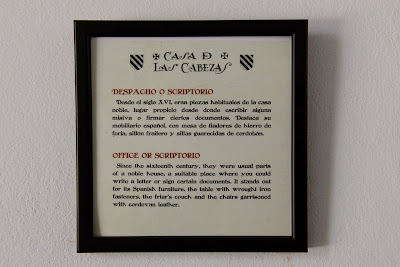 CASA D
LAS CABEZAS
DESPACHO O SCRIPTORIO
Desde el siglo XVI, eran piezas habituales de la casa
noble, lugar propicio desde donde escribir alguna
misiva o firmar ciertos documentos. Destaca su
mobiliario español, con mesa de fiadores de hierro de
forja, sillón frailero y sillas guarecidas de cordobán.
OFFICE OR SCRIPTORIO
Since the sixteenth century, they were usual parts
of a noble house, a suitable place where you could
write a letter or sign certain documents. It stands out
for its Spanish furniture, the table with wrought iron
fasteners, the friar's couch and the chairs garrisoned
with cordovan leather.